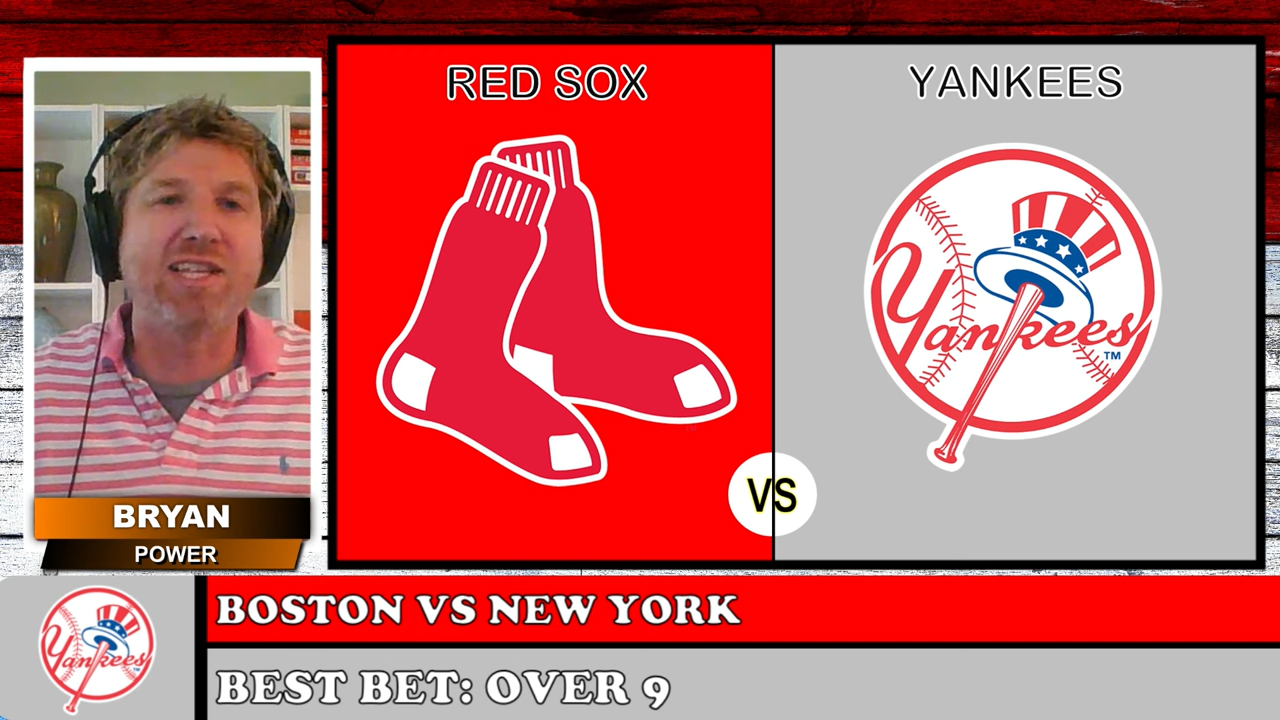 RED SOX
YANKEES
Yankees
TM
VS
BRYAN
POWER
BOSTON VS NEW YORK
Yankees
BEST BET: OVER 9